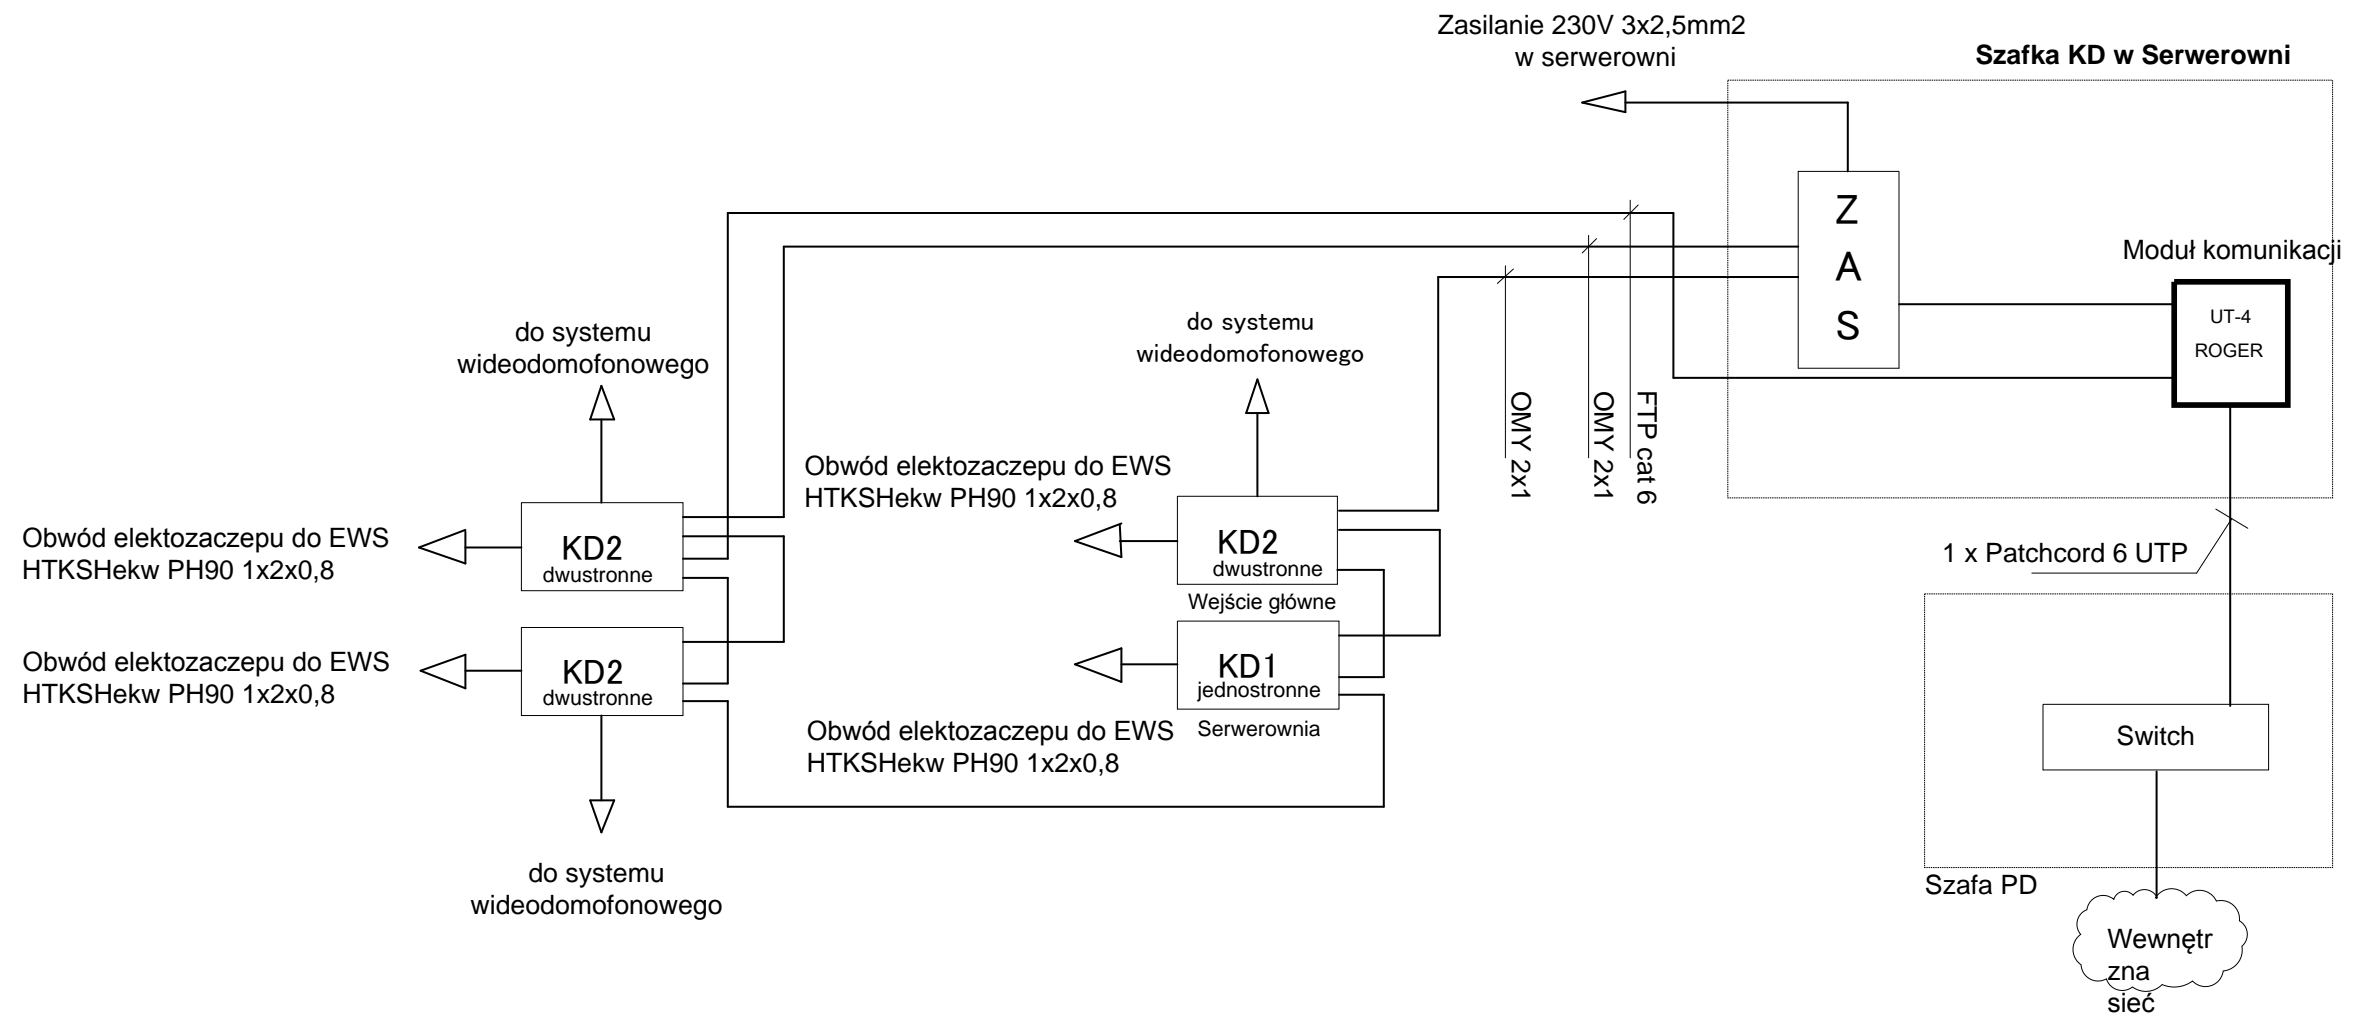 Zasilanie 230V 3x2,5mm2
w serwerowni
Szafka KD w Serwerowni
Z
A
S
Moduł komunikacji
UT-4
ROGER
do systemu
wideodomofonowego
do systemu
wideodomofonowego
OMY 2x1
OMY 2x1
FTP cat 6
Obwód elektozaczepu do EWS
HTKSHekw PH90 1x2x0,8
Obwód elektozaczepu do EWS
HTKSHekw PH90 1x2x0,8
KD2
dwustronne
KD2
dwustronne
Wejście główne
1 x Patchcord 6 UTP
Obwód elektozaczepu do EWS
HTKSHekw PH90 1x2x0,8
KD2
dwustronne
KD1
jednostronne
Serwerownia
Obwód elektozaczepu do EWS
HTKSHekw PH90 1x2x0,8
Switch
do systemu
wideodomofonowego
Szafa PD
Wewnętr
zna
sieć